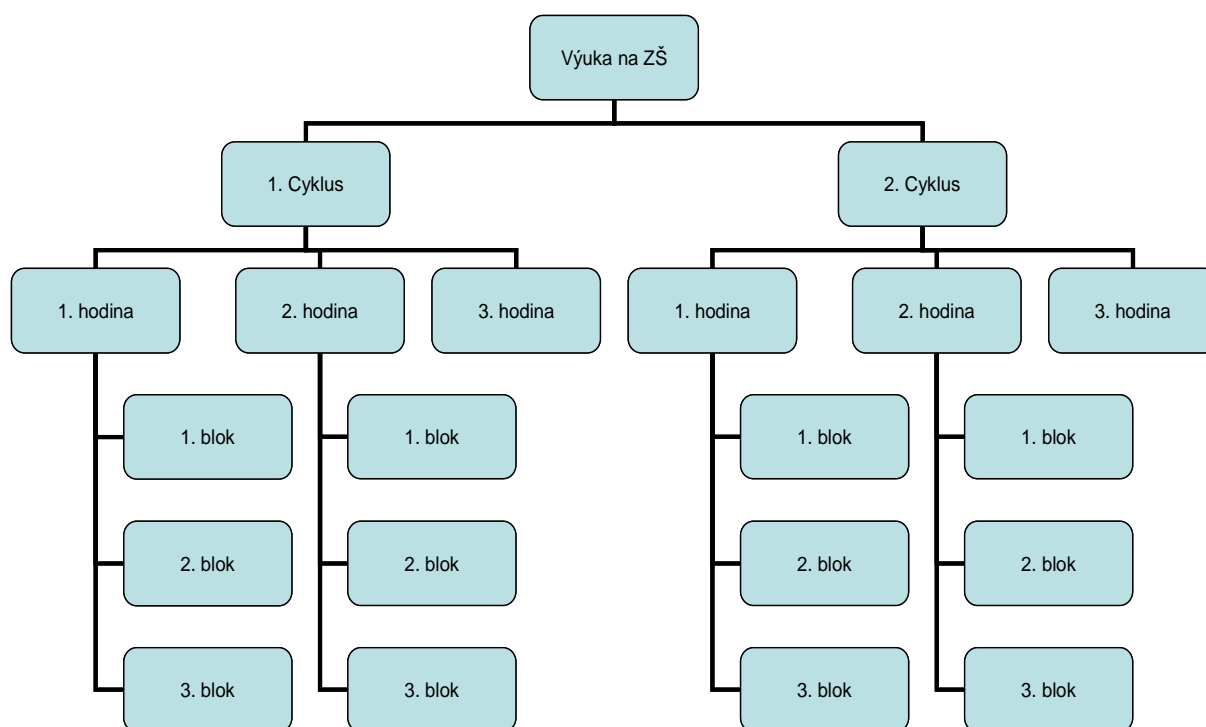 Výuka na ZŠ
1. Cyklus
2. Cyklus
1. hodina
2. hodina
3. hodina
1. hodina
2. hodina
3. hodina
1. blok
1. blok
1. blok
1. blok
2. blok
2. blok
2. blok
2. blok
3. blok
3. blok
3. blok
3. blok